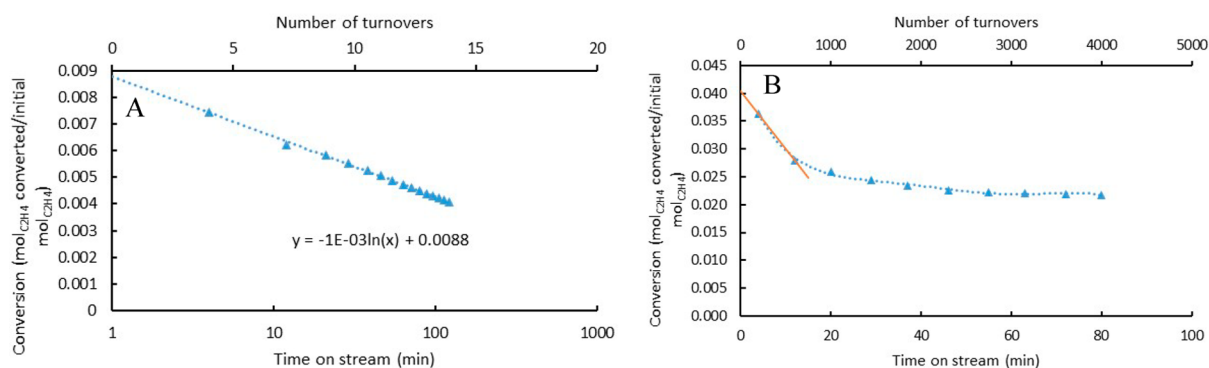 Number of turnovers
0 5 10 15 20
0.009
0.008
0.007
0.006
0.005
0.004
0.003
0.002
0.001
0
A
y = -1E-03ln(x) + 0.0088
Conversion (molC2H4 converted/initial
molC2H4)
1 10 100 1000
Time on stream (min)
Number of turnovers
0 1000 2000 3000 4000 5000
0.045
0.040
0.035
0.030
0.025
0.020
0.015
0.010
0.005
0.000
B
Conversion (molC2H4 converted/initial
molC2H4)
0 20 40 60 80 100
Time on stream (min)